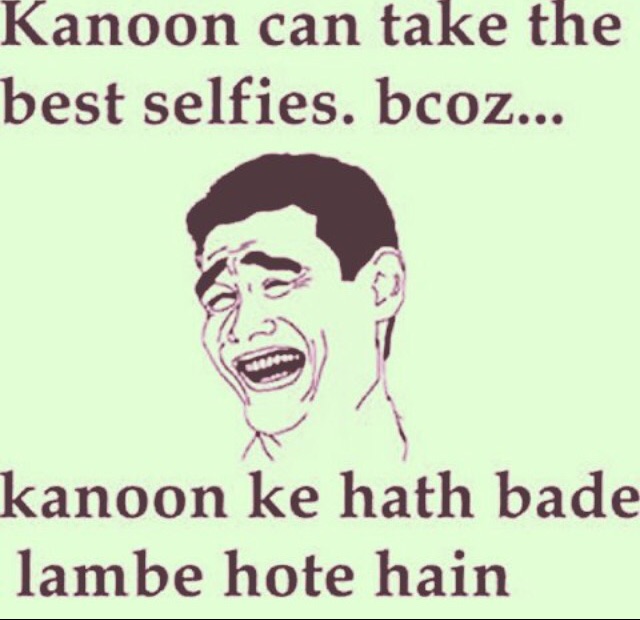 Kanoon can take the
best selfies. bcoz...
kanoon ke hath bade
lambe hote hain